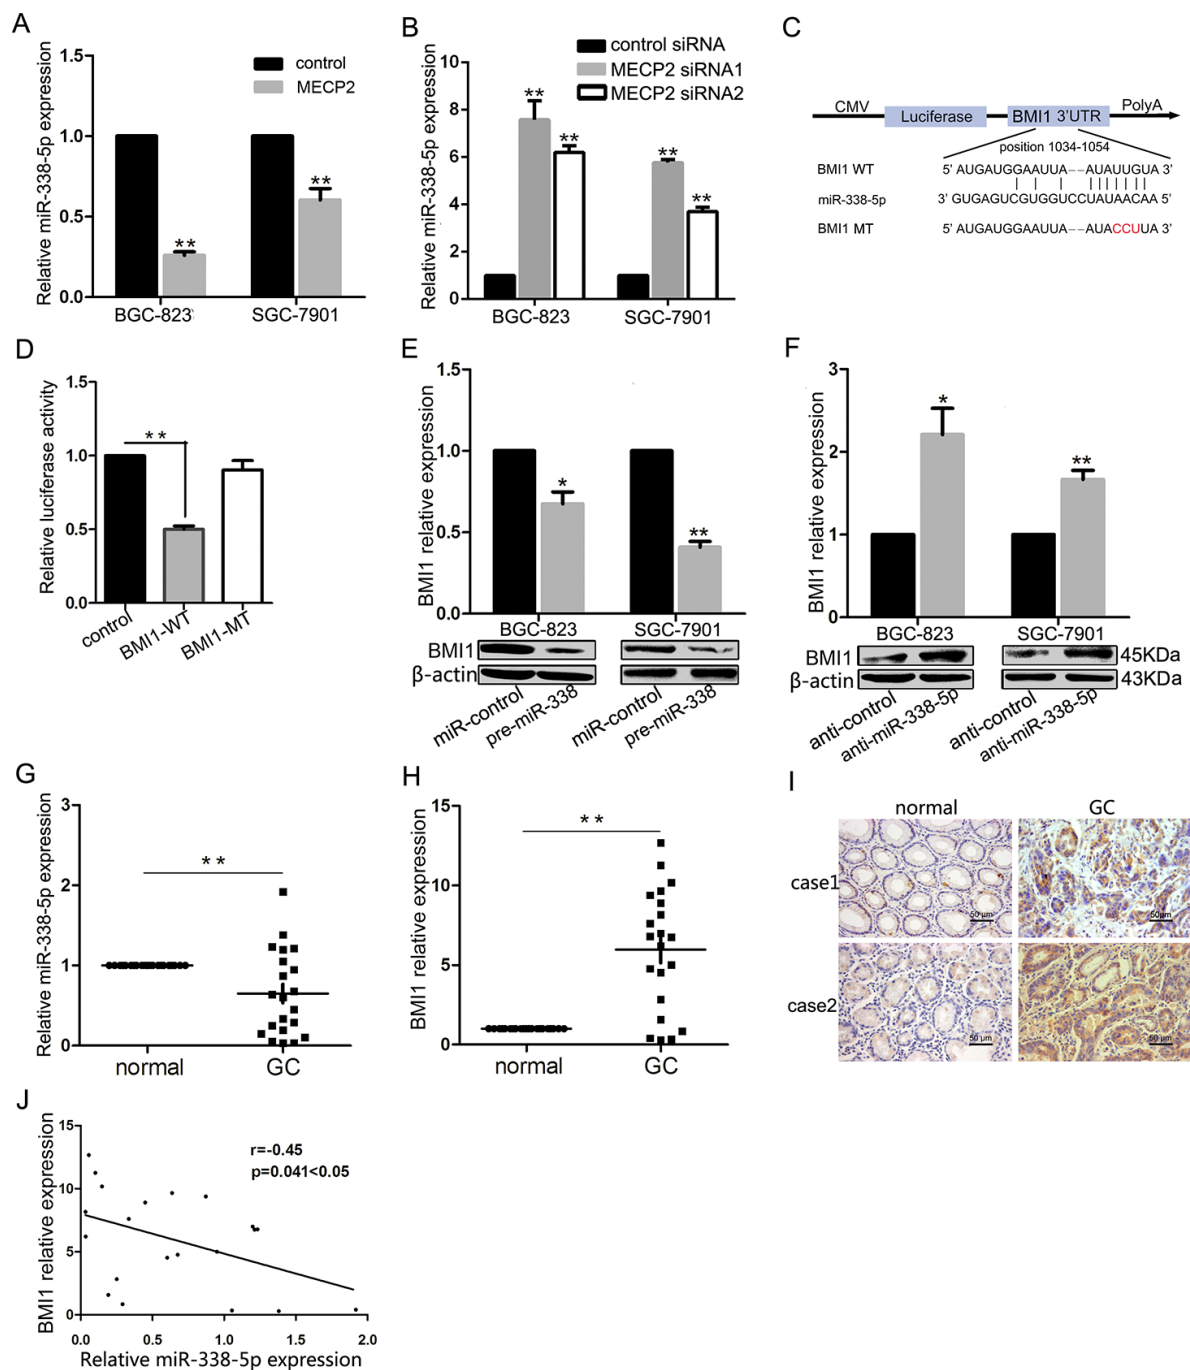 A
Relative miR-338-5p expression
1.5
1.0
0.5
0.0
control
MECP2
**
**
BGC-823
SGC-7901
B
Relative miR-338-5p expression
10
8
6
4
2
0
control siRNA
MECP2 siRNA1
MECP2 siRNA2
**
**
**
**
BGC-823
SGC-7901
C
CMV
Luciferase
BMI1 3'UTR
PolyA
position 1034-1054
BMI1 WT
5' AUGAUGGAAUUA--AUAUUGUA 3'
miR-338-5p
3' GUGAGUCGUGGUCCUAUAACAA 5'
BMI1 MT
5' AUGAUGGAAUUA--AUACCUUA 3'
D
Relative luciferase activity
1.5
1.0
0.5
0.0
**
control
BMI1-WT
BMI1-MT
E
BMI1 relative expression
1.5
1.0
0.5
0.0
*
**
BGC-823
SGC-7901
BMI1
β-actin
miR-control
pre-miR-338
miR-control
pre-miR-338
F
BMI1 relative expression
3
2
1
0
*
**
BGC-823
SGC-7901
BMI1
45KDa
β-actin
43KDa
anti-control
anti-miR-338-5p
anti-control
anti-miR-338-5p
G
Relative miR-338-5p expression
3
2
1
0
**
normal
GC
H
BMI1 relative expression
15
10
5
0
**
normal
GC
I
normal
GC
case1
50 μm
50μm
case2
50 μm
50 μm
J
BMI1 relative expression
15
10
5
0
r=-0.45
p=0.041<0.05
0.0
0.5
1.0
1.5
2.0
Relative miR-338-5p expression